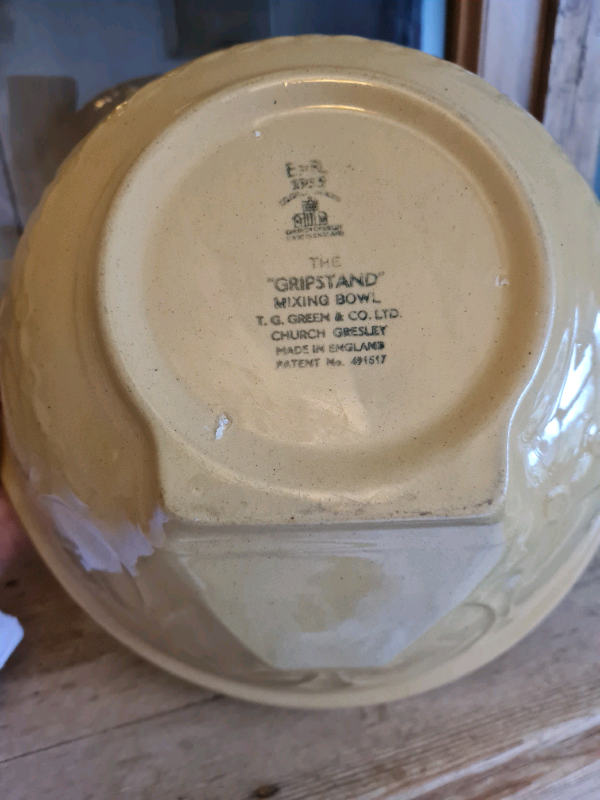 THE
"GRIPSTAND"
MIXING BOWL
T. G. GREEN & CO. LTD.
CHURCH GRESLEY
MADE IN ENGLAND
PATENT No. 491517